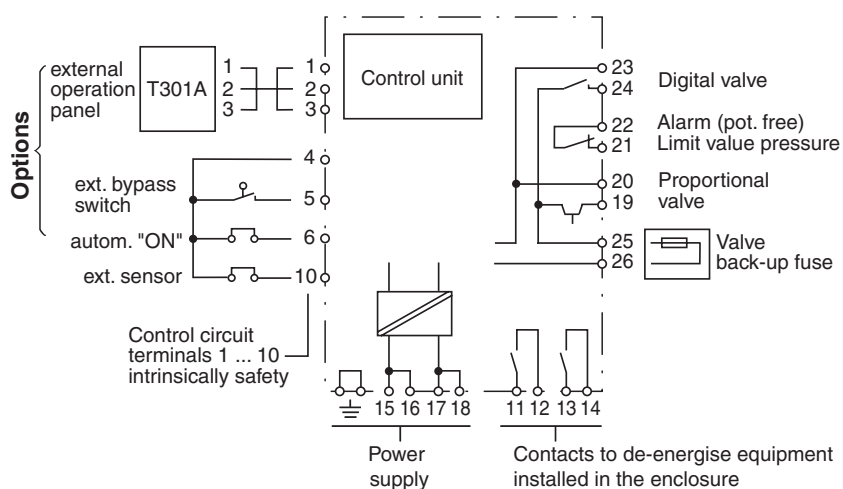 Options
external
operation
panel
T301A
1
2
3
1
2
3
Control unit
23
24
Digital valve
22
21
Alarm (pot. free)
Limit value pressure
4
ext. bypass
switch
5
20
19
Proportional
valve
autom. "ON"
6
25
26
Valve
back-up fuse
ext. sensor
10
Control circuit
terminals 1 ... 10
intrinsically safety
15 16 17 18
11 12 13 14
Power
supply
Contacts to de-energise equipment
installed in the enclosure